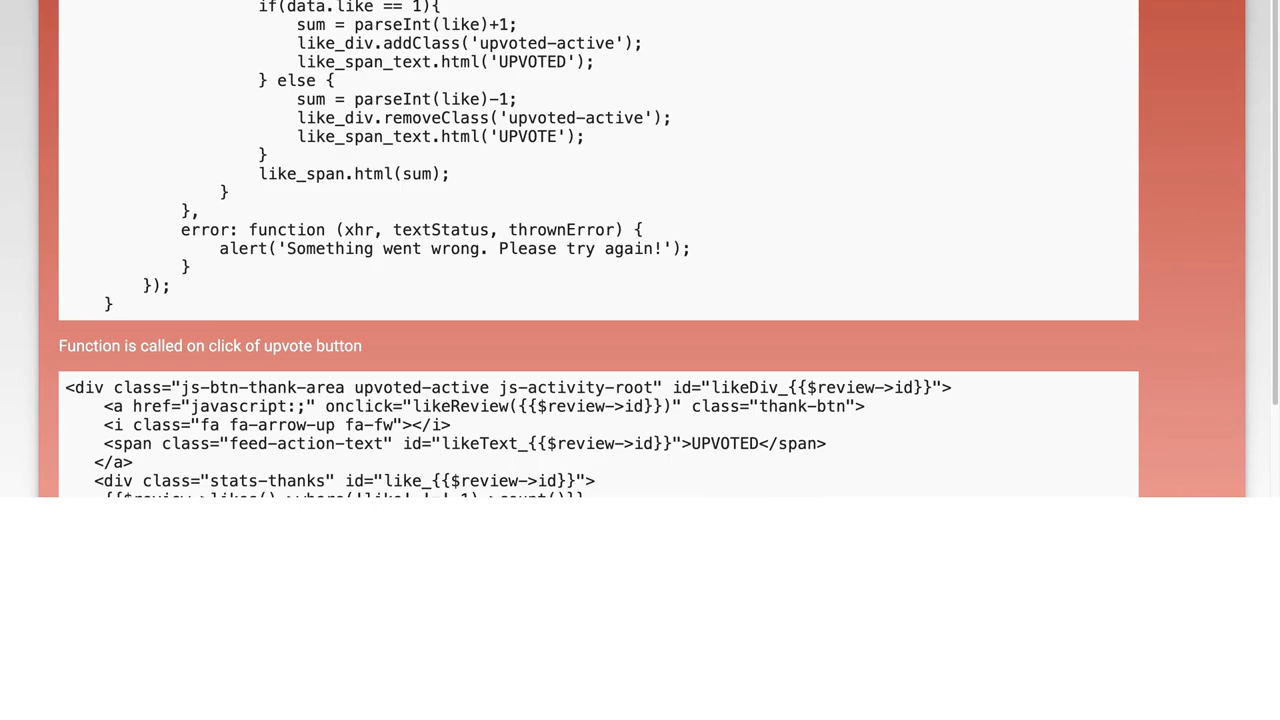 if(data.like == 1){
sum = parseInt(like)+1;
like_div.addClass('upvoted-active');
like_span_text.html('UPVOTED');
} else {
sum = parseInt(like)-1;
like_div.removeClass('upvoted-active');
like_span_text.html('UPVOTE');
}
like_span.html(sum);
}
},
error: function (xhr, textStatus, thrownError) {
alert('Something went wrong. Please try again!');
}
});
}
Function is called on click of upvote button
<div class="js-btn-thank-area upvoted-active js-activity-root" id="likeDiv_{{$review->id}}">
<a href="javascript:;" onclick="likeReview({{$review->id}})" class="thank-btn">
<i class="fa fa-arrow-up fa-fw"></i>
<span class="feed-action-text" id="likeText_{{$review->id}}">UPVOTED</span>
</a>
<div class="stats-thanks" id="like_{{$review->id}}">